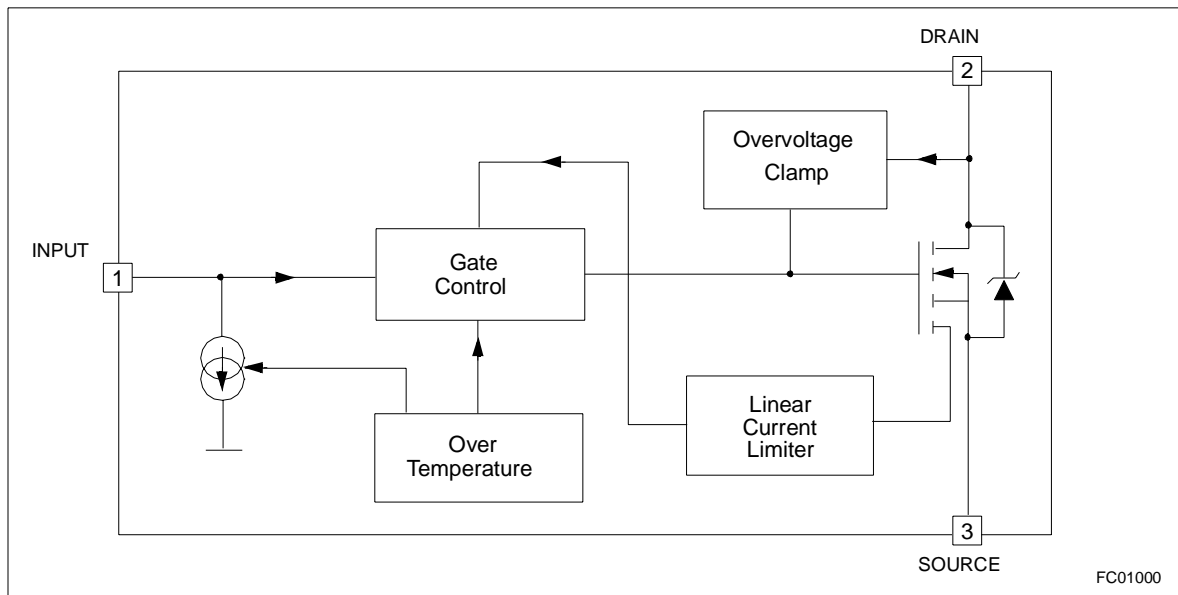 DRAIN
2
Overvoltage
Clamp
INPUT
1
Gate
Control
Linear
Current
Limiter
Over
Temperature
3
SOURCE
FC01000